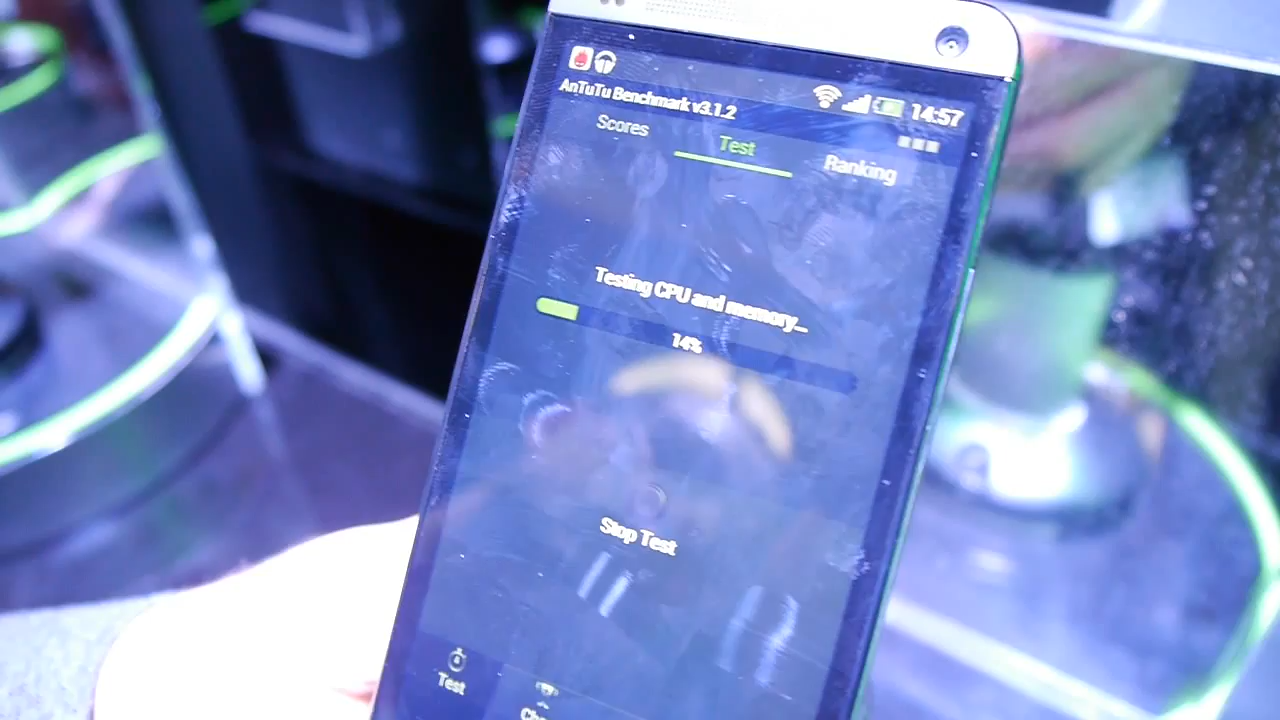 14:57
AnTuTu Benchmark v3.1.2
Scores
Test
Ranking
Testing CPU and memory...
14%
Stop Test
Test